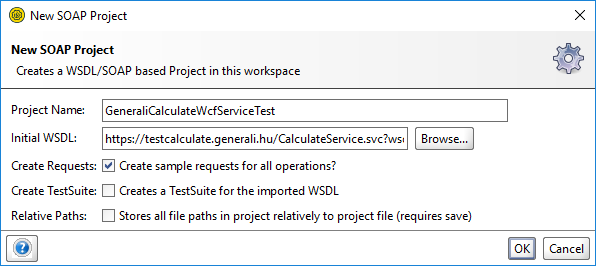 New SOAP Project
New SOAP Project
Creates a WSDL/SOAP based Project in this workspace
Project Name: GeneraliCalculateWcfServiceTest
Initial WSDL: https://testcalculate.generali.hu/CalculateService.svc?wsd Browse...
Create Requests: Create sample requests for all operations?
Create TestSuite: Creates a TestSuite for the imported WSDL
Relative Paths: Stores all file paths in project relatively to project file (requires save)
? OK Cancel